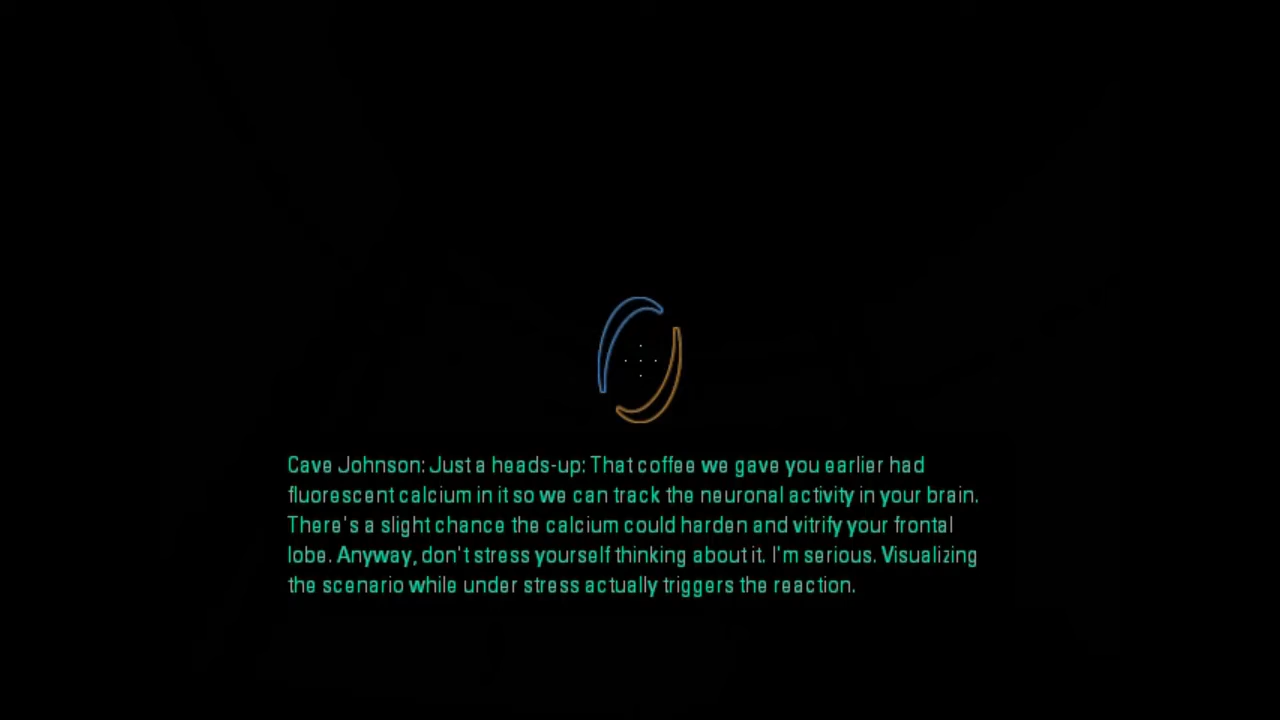 Cave Johnson: Just a heads-up: That coffee we gave you earlier had
fluorescent calcium in it so we can track the neuronal activity in your brain.
There's a slight chance the calcium could harden and vitrify your frontal
lobe. Anyway, don't stress yourself thinking about it. I'm serious. Visualizing
the scenario while under stress actually triggers the reaction.